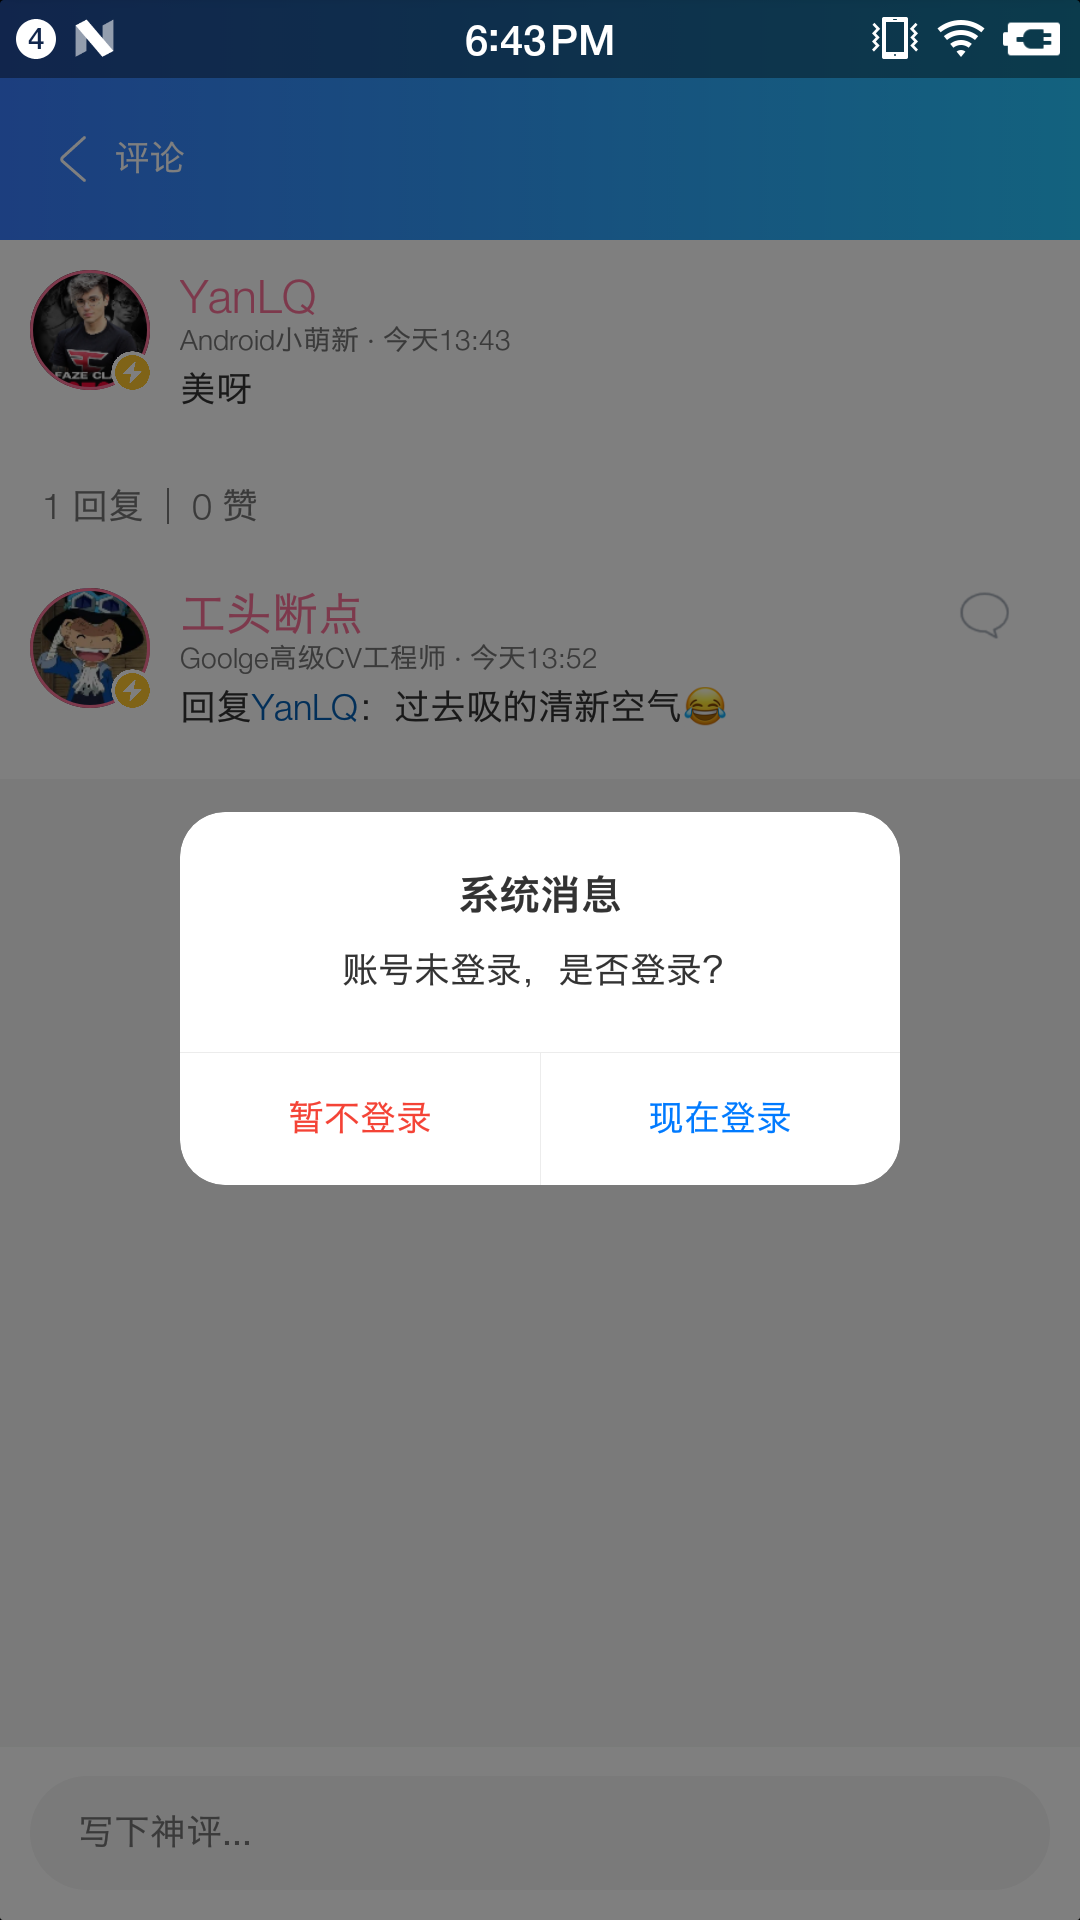 4
6:43PM
评论
YanLQ
Android小萌新 · 今天13:43
美呀
FAZE CLA
1 回复 | 0 赞
工头断点
Goolge高级CV工程师 · 今天13:52
回复YanLQ：过去吸的清新空气😂
系统消息
账号未登录，是否登录？
暂不登录
现在登录
写下神评...